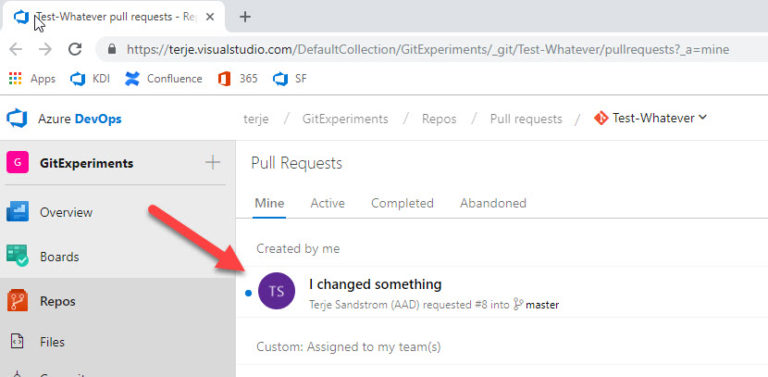 Test-Whatever pull requests - Re
https://terje.visualstudio.com/DefaultCollection/GitExperiments/_git/Test-Whatever/pullrequests?_a=mine
Apps KDI Confluence 365 SF
Azure DevOps terje / GitExperiments / Repos / Pull requests / Test-Whatever
G GitExperiments
Pull Requests
Mine Active Completed Abandoned
Overview
Created by me
Boards
TS I changed something
Terje Sandstrom (AAD) requested #8 into master
Repos
Files
Custom: Assigned to my team(s)